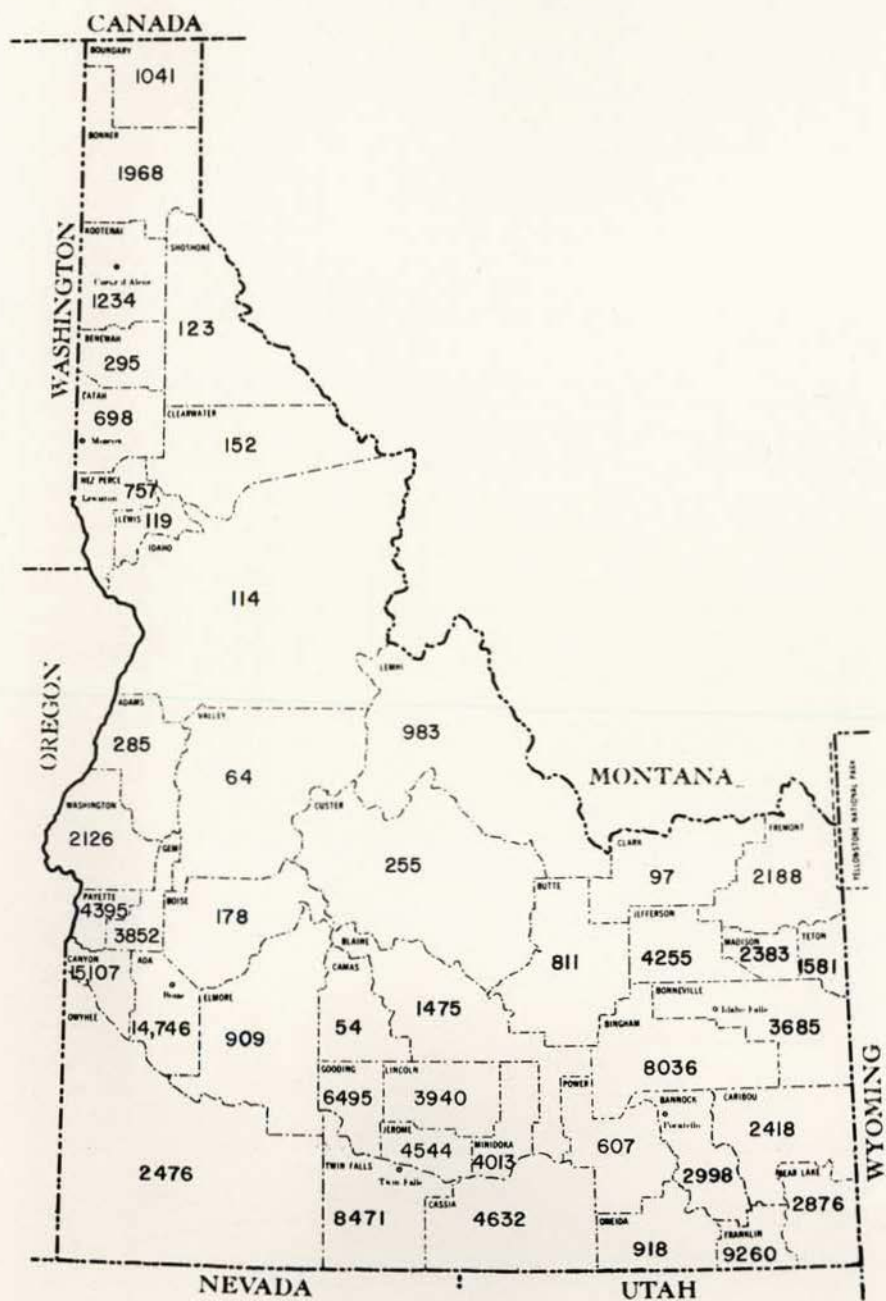 CANADA
BOUNDARY
1041
BONNER
1968
KOOTENAI
SHOTHONE
WASHINGTON
Coeur d'Alene
1234
123
BENEWAH
295
LATAH
698
CLEARWATER
Moscow
152
NEZ PERCE
757
Lewiston
LEWIS
119
IDAHO
114
OREGON
LEMHI
ADAMS
VALLEY
983
285
64
MONTANA
YELLOWSTONE NATIONAL PARK
WASHINGTON
CUSTER
FREMONT
2126
GEM
CLARK
255
97
2188
BUTTE
PAYETTE
BOISE
4395
178
JEFFERSON
3852
BLAINE
MADISON
TETON
CANYON
ADA
811
4255
2383
1581
15107
CAMAS
Boise
ELMORE
1475
BONNEVILLE
OWYHEE
Idaho Falls
14,746
909
54
BINGHAM
3685
8036
GOODING
LINCOLN
POWER
BANNOCK
CARIBOU
6495
3940
Pocatello
WYOMING
JEROME
MINIDOKA
607
2418
4544
4013
TWIN FALLS
Twin Falls
BEAR LAKE
2476
CASSIA
2998
2876
8471
4632
ONEIDA
FRANKLIN
918
9260
NEVADA
UTAH